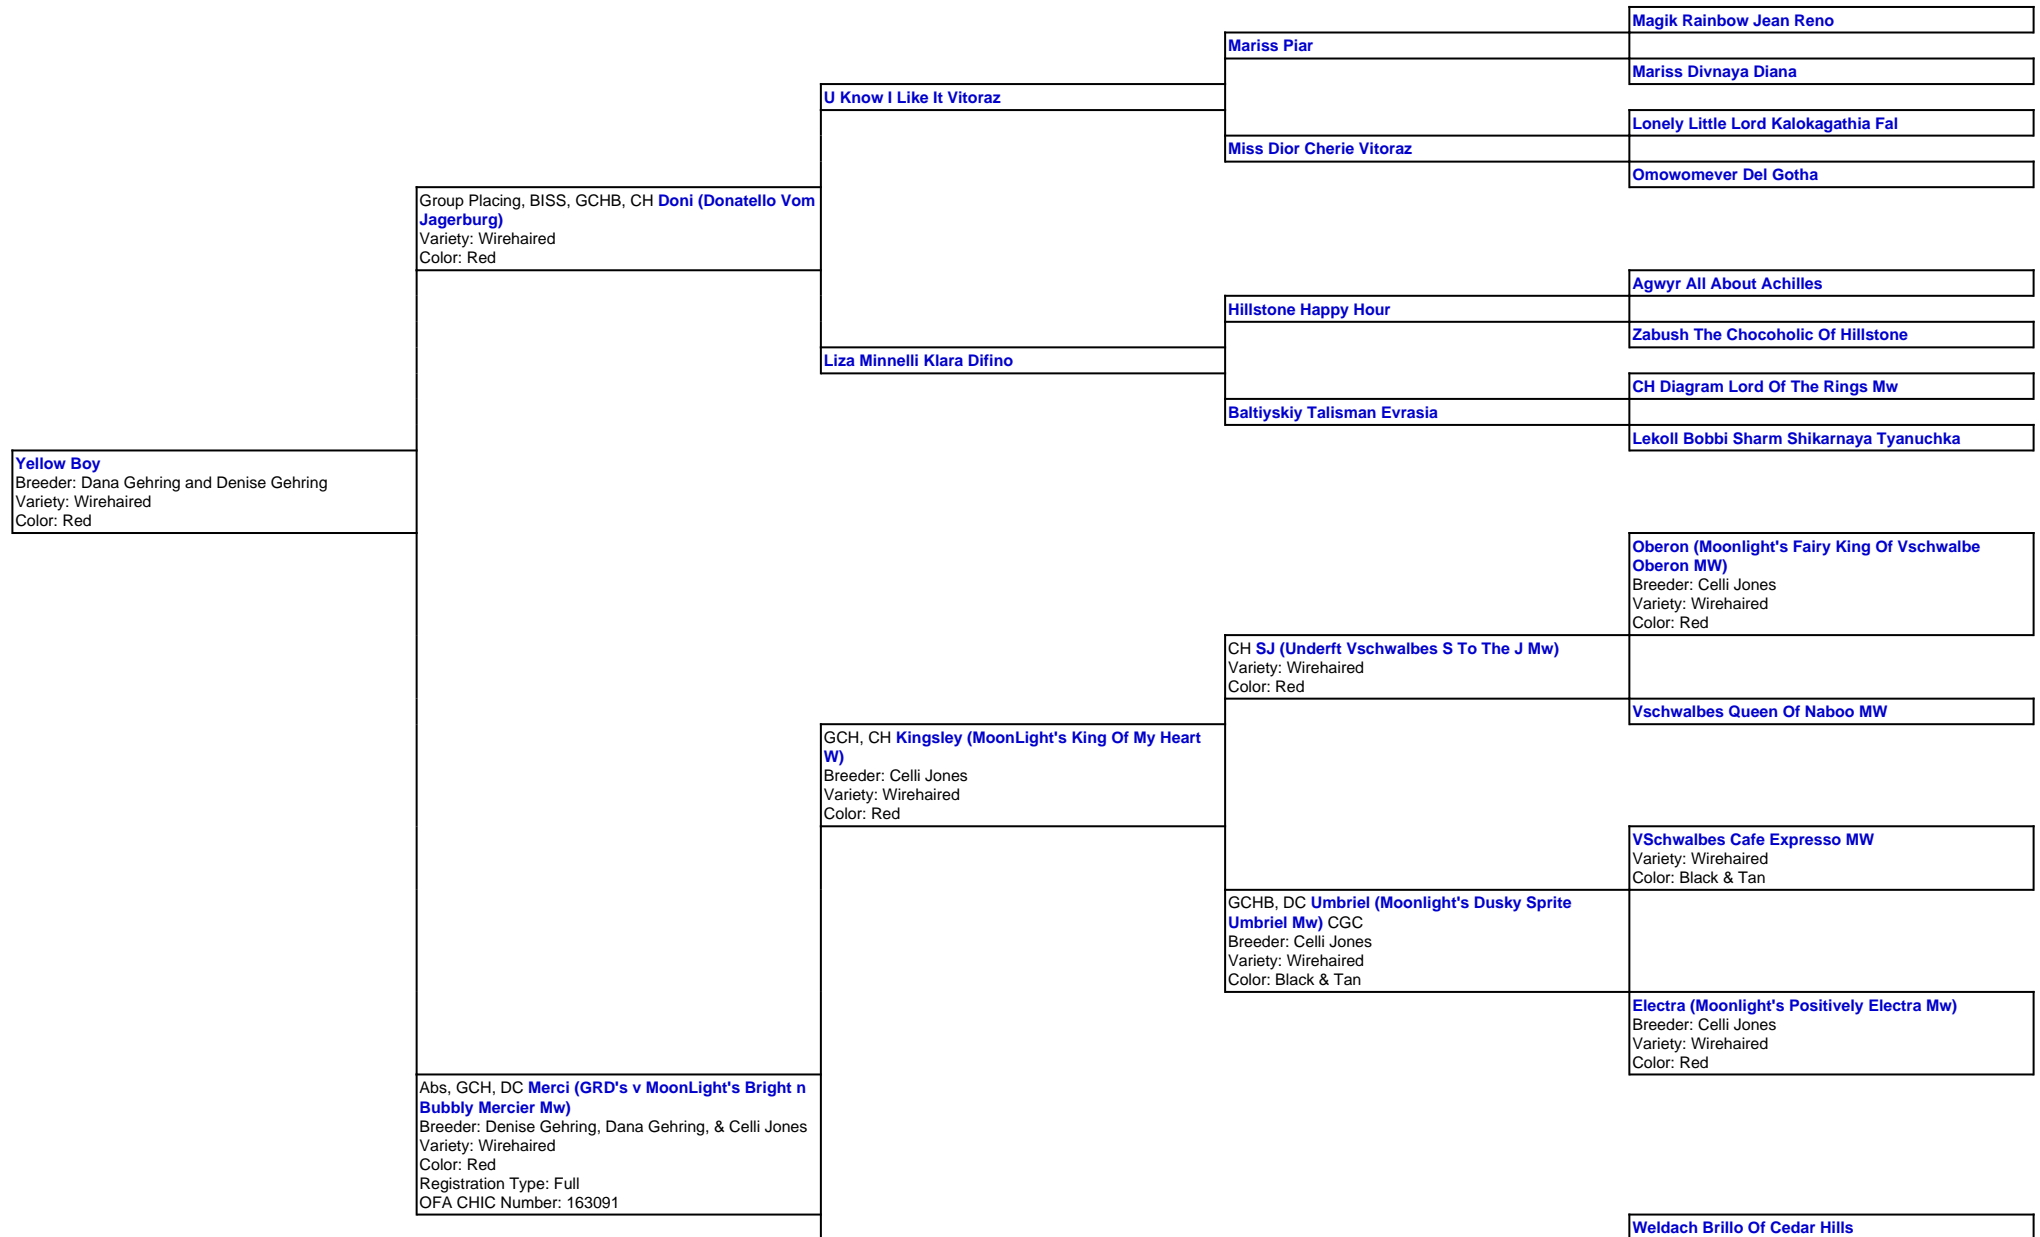 Magik Rainbow Jean Reno
Mariss Piar
Mariss Divnaya Diana
U Know I Like It Vitoraz
Lonely Little Lord Kalokagathia Fal
Miss Dior Cherie Vitoraz
Omowomever Del Gotha
Group Placing, BISS, GCHB, CH Doni (Donatello Vom
Jagerburg)
Variety: Wirehaired
Color: Red
Agwyr All About Achilles
Hillstone Happy Hour
Zabush The Chocoholic Of Hillstone
Liza Minnelli Klara Difino
CH Diagram Lord Of The Rings Mw
Baltiyskiy Talisman Evrasia
Lekoll Bobbi Sharm Shikarnaya Tyanuchka
Yellow Boy
Breeder: Dana Gehring and Denise Gehring
Variety: Wirehaired
Color: Red
Oberon (Moonlight's Fairy King Of Vschwalbe
Oberon MW)
Breeder: Celli Jones
Variety: Wirehaired
Color: Red
CH SJ (Underft Vschwalbes S To The J Mw)
Variety: Wirehaired
Color: Red
Vschwalbes Queen Of Naboo MW
GCH, CH Kingsley (MoonLight's King Of My Heart
W)
Breeder: Celli Jones
Variety: Wirehaired
Color: Red
VSchwalbes Cafe Expresso MW
Variety: Wirehaired
Color: Black & Tan
GCHB, DC Umbriel (Moonlight's Dusky Sprite
Umbriel Mw) CGC
Breeder: Celli Jones
Variety: Wirehaired
Color: Black & Tan
Electra (Moonlight's Positively Electra Mw)
Breeder: Celli Jones
Variety: Wirehaired
Color: Red
Abs, GCH, DC Merci (GRD's v MoonLight's Bright n
Bubbly Mercier Mw)
Breeder: Denise Gehring, Dana Gehring, & Celli Jones
Variety: Wirehaired
Color: Red
Registration Type: Full
OFA CHIC Number: 163091
Weldach Brillo Of Cedar Hills